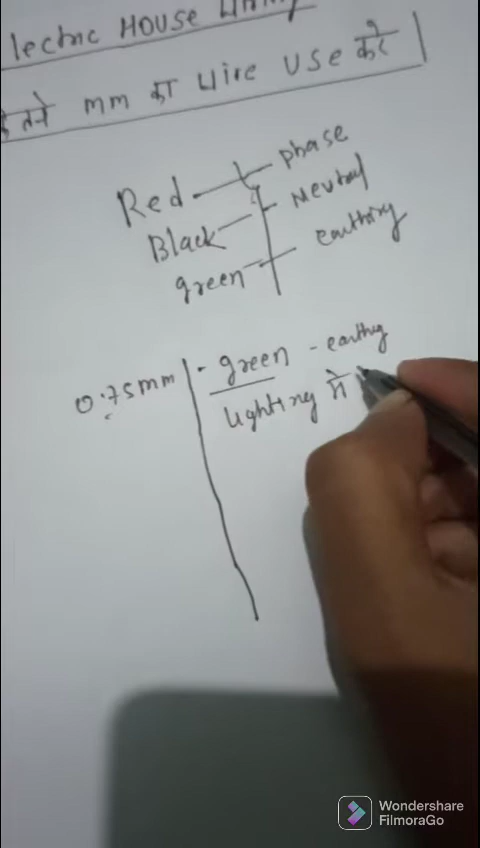 lectric HOUSE
mm का wire use करे |
Red - phase
Black - Neutral
green - earthing
0.75mm - green - earthing
lighting में
Wondershare
FilmoraGo